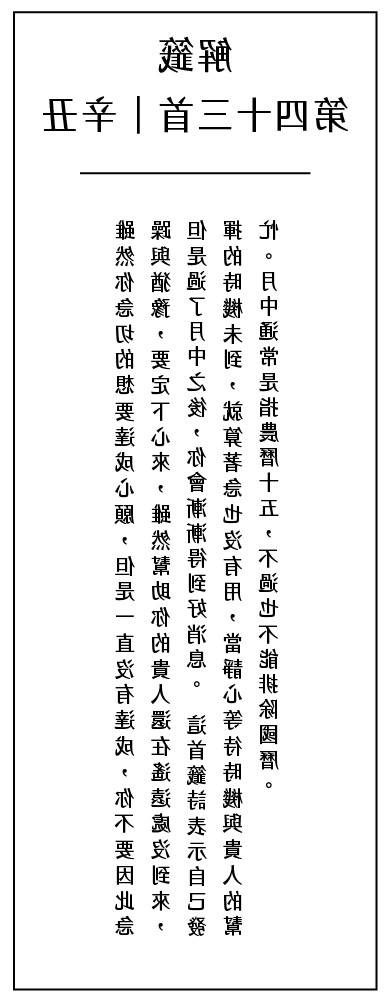 解籤
第四十三首｜辛丑
雖然你急切的想要達成心願，但是一直沒有達成，你不要因此急
躁與猶豫，要定下心來，雖然幫助你的貴人還在遙遠處沒到來，
但是過了月中之後，你會漸漸得到好消息。 這首籤詩表示自己發
揮的時機未到，就算著急也沒有用，當靜心等待時機與貴人的幫
忙。月中通常是指農曆十五，不過也不能排除國曆。